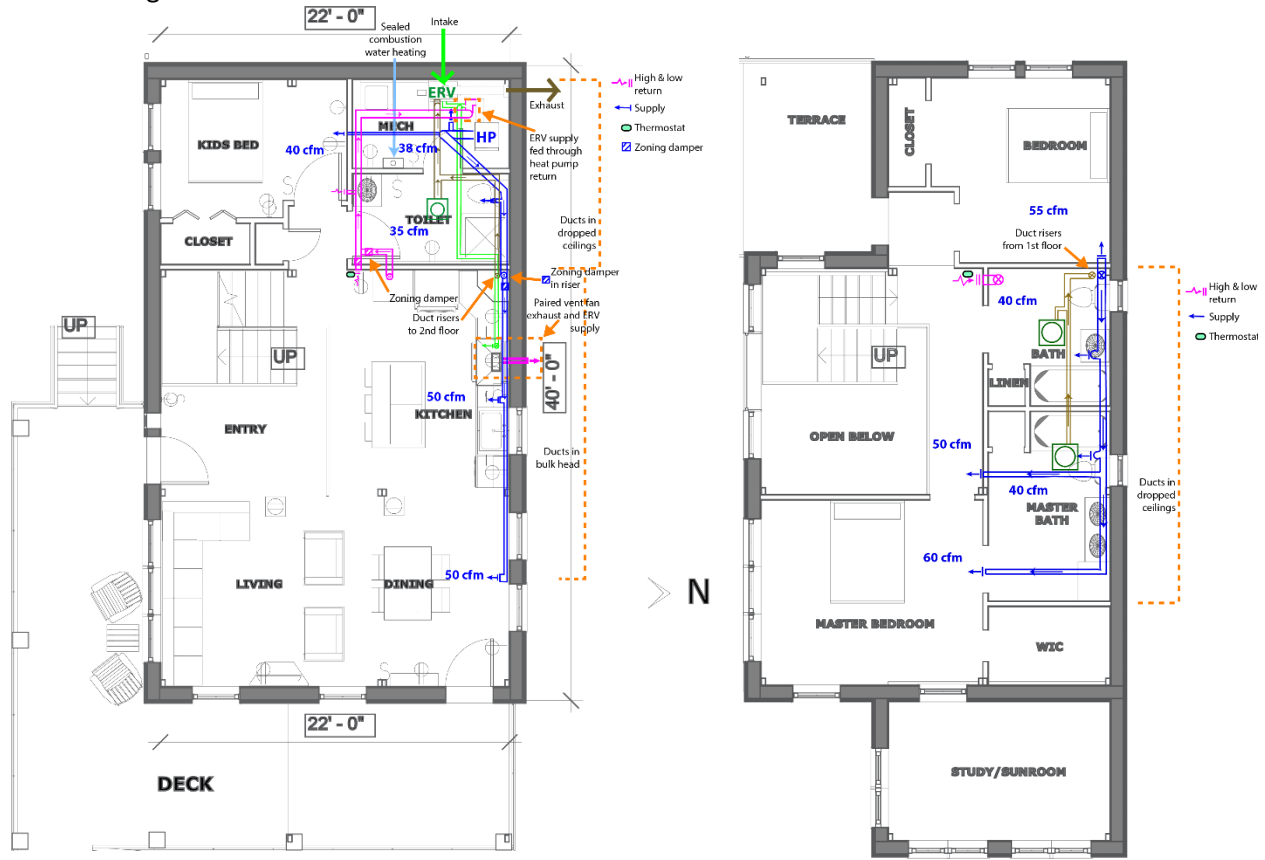 22' - 0"
Sealed
combustion
water heating
Intake
ERV
Exhaust
High & low
return
Supply
Thermostat
Zoning damper
MECH
HP
KIDS BED
40 cfm
38 cfm
ERV supply
fed through
heat pump
return
TOILET
35 cfm
CLOSET
Ducts in
dropped
ceilings
Zoning damper
Duct risers
to 2nd floor
Zoning damper
in riser
Paired vent fan
exhaust and ERV
supply
UP
UP
40' - 0"
50 cfm
KITCHEN
ENTRY
Ducts in
bulk head
LIVING
DINING
50 cfm
N
22' - 0"
DECK
TERRACE
CLOSET
BEDROOM
55 cfm
Duct risers
from 1st floor
40 cfm
BATH
UP
LINEN
High & low
return
Supply
Thermostat
OPEN BELOW
50 cfm
40 cfm
MASTER
BATH
Ducts in
dropped
ceilings
60 cfm
MASTER BEDROOM
WIC
STUDY/SUNROOM